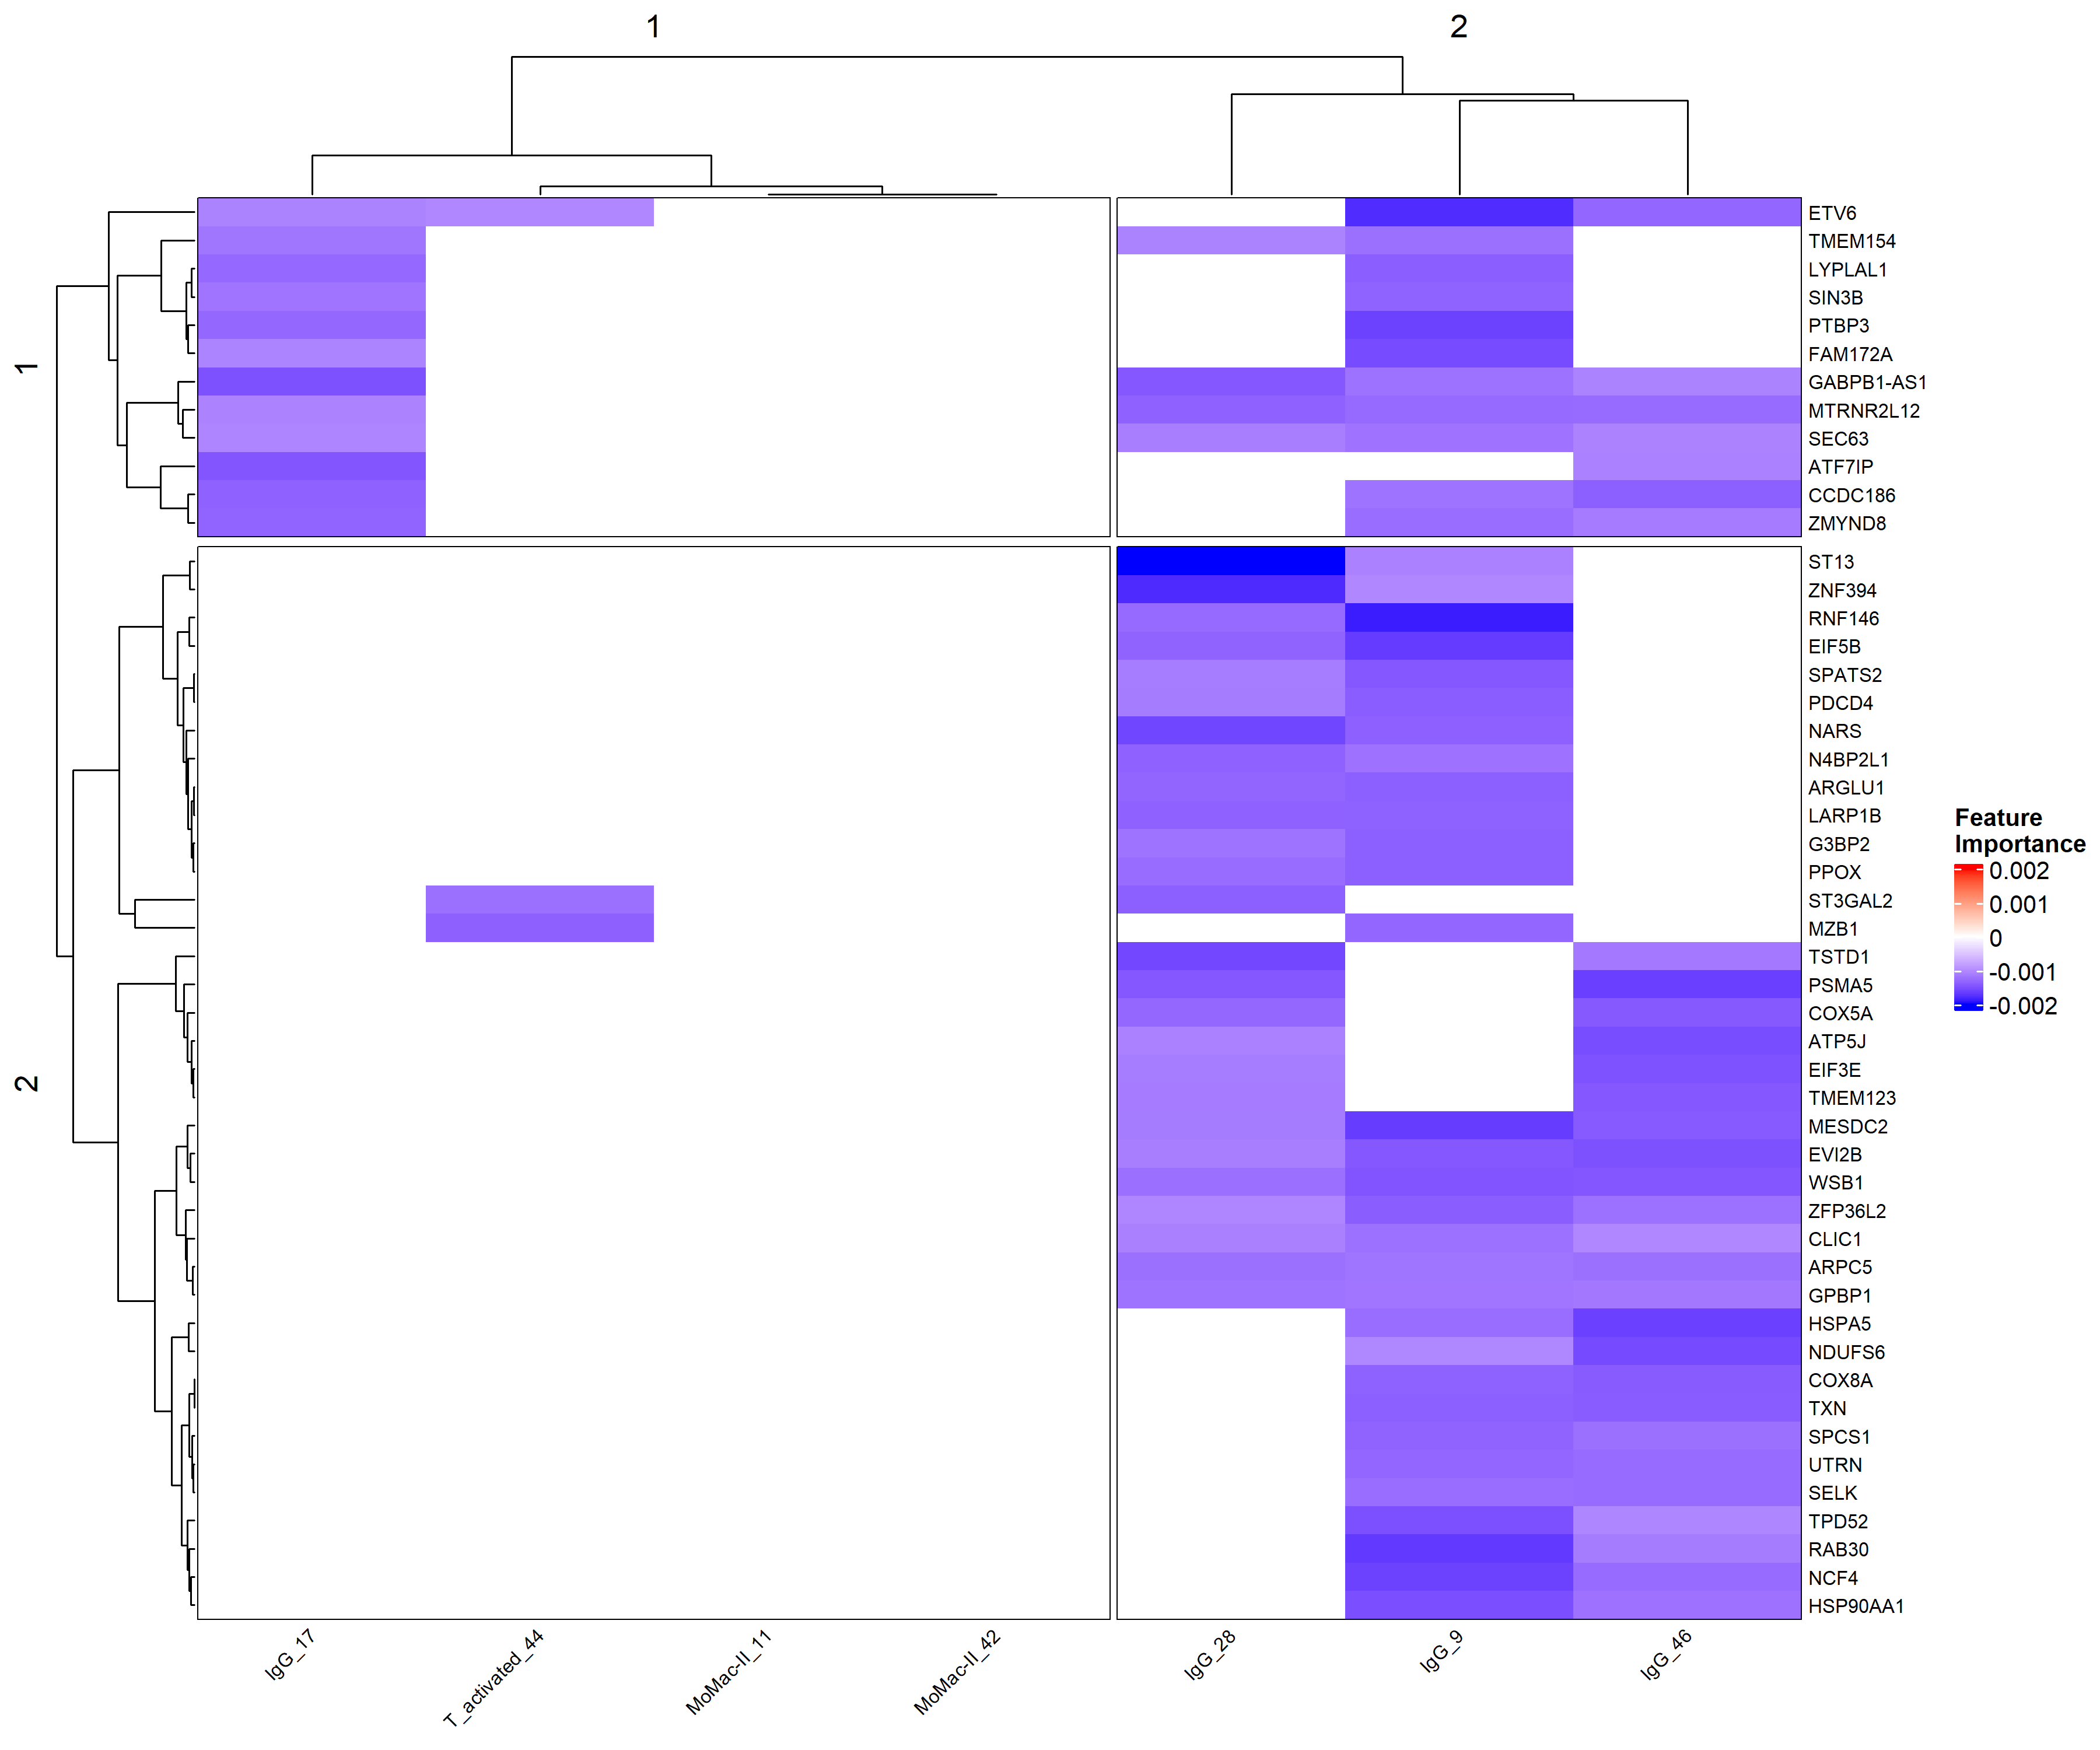 1
2
1
2
ETV6
TMEM154
LYPLAL1
SIN3B
PTBP3
FAM172A
GABPB1-AS1
MTRNR2L12
SEC63
ATF7IP
CCDC186
ZMYND8
ST13
ZNF394
RNF146
EIF5B
SPATS2
PDCD4
NARS
N4BP2L1
ARGLU1
LARP1B
G3BP2
PPOX
ST3GAL2
MZB1
TSTD1
PSMA5
COX5A
ATP5J
EIF3E
TMEM123
MESDC2
EVI2B
WSB1
ZFP36L2
CLIC1
ARPC5
GPBP1
HSPA5
NDUFS6
COX8A
TXN
SPCS1
UTRN
SELK
TPD52
RAB30
NCF4
HSP90AA1
Feature
Importance
0.002
0.001
0
-0.001
-0.002
IgG_17
T_activated_44
MoMac-II_11
MoMac-II_42
IgG_28
IgG_9
IgG_46